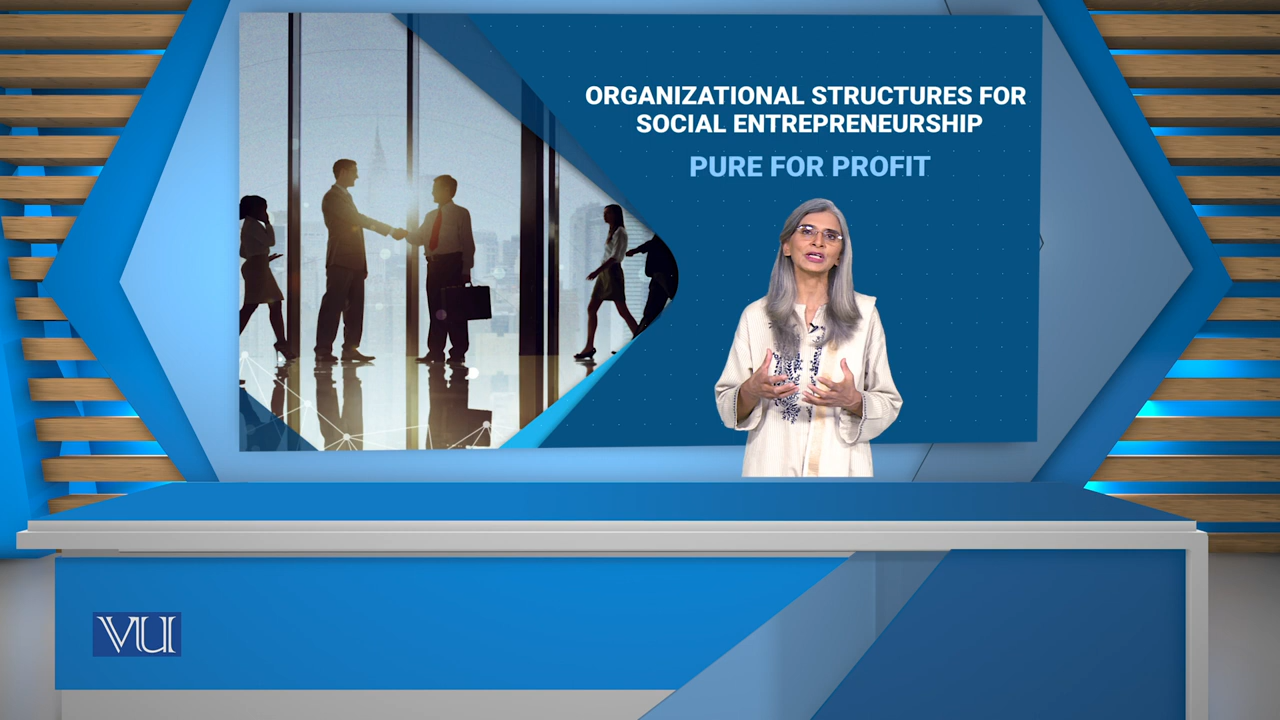 ORGANIZATIONAL STRUCTURES FOR
SOCIAL ENTREPRENEURSHIP
PURE FOR PROFIT
VU